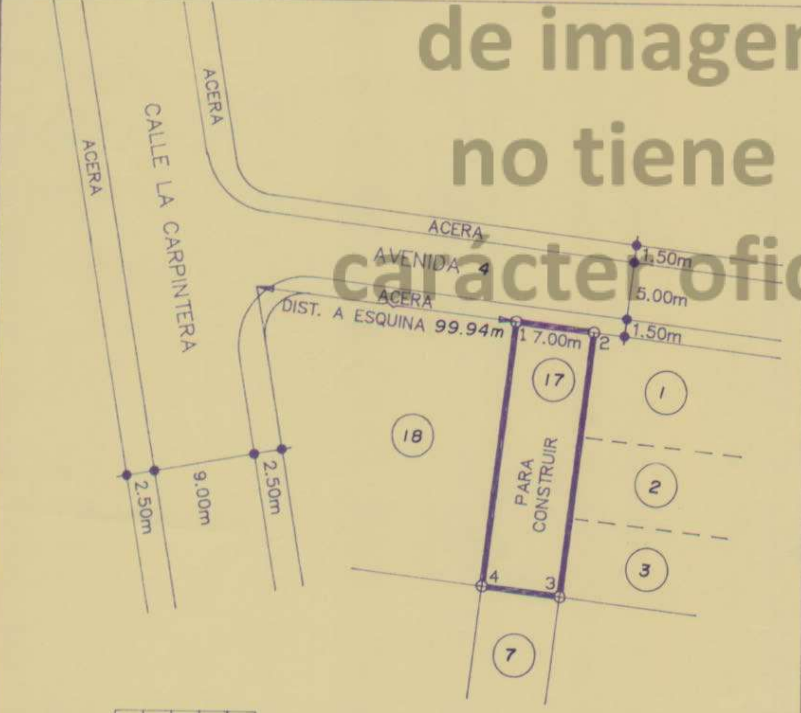 de imagen
no tiene
carácter ofic
ACERA
ACERA
CALLE LA CARPINTERA
ACERA
AVENIDA 4
ACERA
DIST. A ESQUINA 99.94m
1.50m
5.00m
1.50m
1 7.00m 2
17
1
18
PARA
CONSTRUIR
2
3
4 3
7
2.50m
9.00m
2.50m